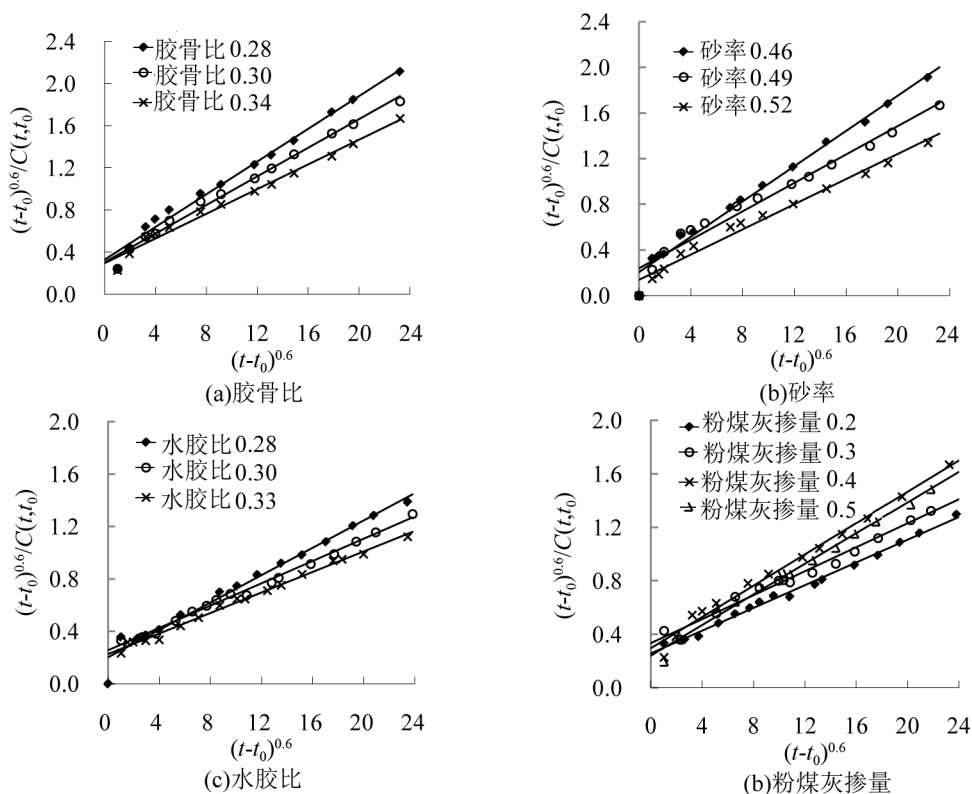 2.4
2.0
1.6
1.2
0.8
0.4
0.0
(t-t₀)^0.6/C(t,t₀)
胶骨比0.28
胶骨比0.30
胶骨比0.34
0 4 8 12 16 20 24
(t-t₀)^0.6
(a)胶骨比
2.4
2.0
1.6
1.2
0.8
0.4
0.0
(t-t₀)^0.6/C(t,t₀)
砂率0.46
砂率0.49
砂率0.52
0 4 8 12 16 20 24
(t-t₀)^0.6
(b)砂率
2.0
1.6
1.2
0.8
0.4
0.0
(t-t₀)^0.6/C(t,t₀)
水胶比0.28
水胶比0.30
水胶比0.33
0 4 8 12 16 20 24
(t-t₀)^0.6
(c)水胶比
2.0
1.6
1.2
0.8
0.4
0.0
(t-t₀)^0.6/C(t,t₀)
粉煤灰掺量0.2
粉煤灰掺量0.3
粉煤灰掺量0.4
粉煤灰掺量0.5
0 4 8 12 16 20 24
(t-t₀)^0.6
(b)粉煤灰掺量